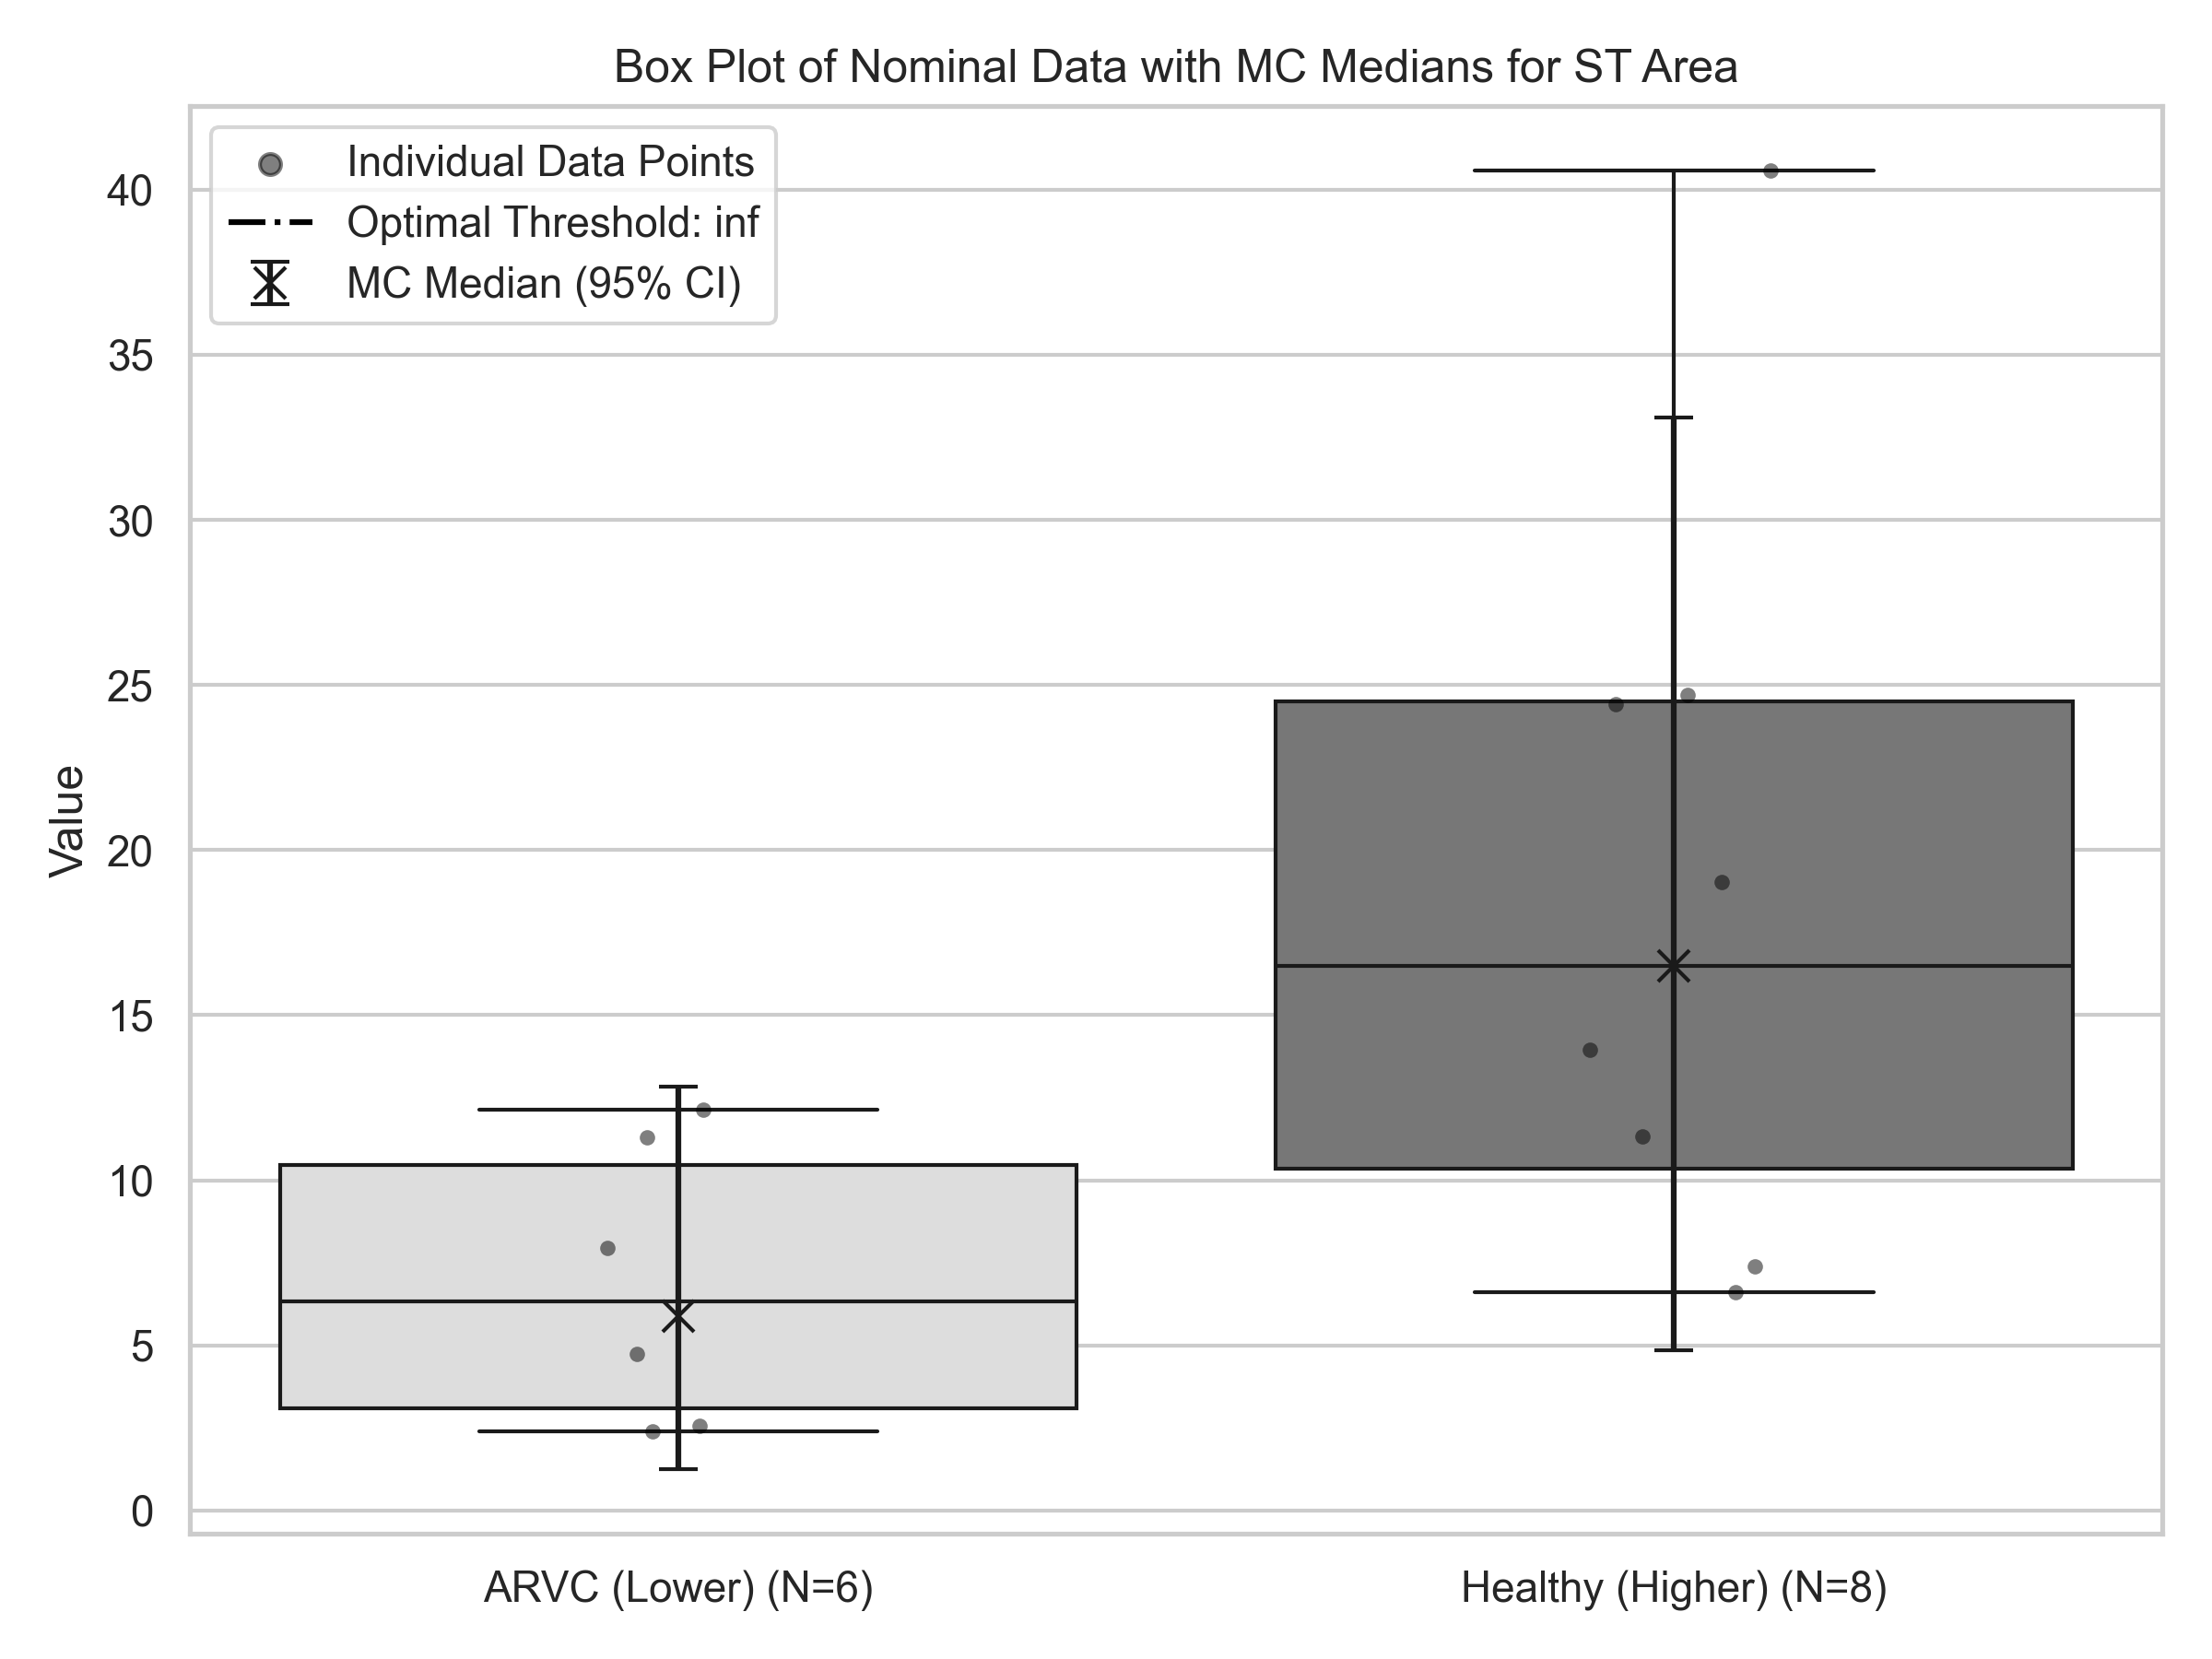 Box Plot of Nominal Data with MC Medians for ST Area
Individual Data Points
Optimal Threshold: inf
MC Median (95% CI)
40
35
30
25
20
15
10
5
0
Value
ARVC (Lower) (N=6)
Healthy (Higher) (N=8)